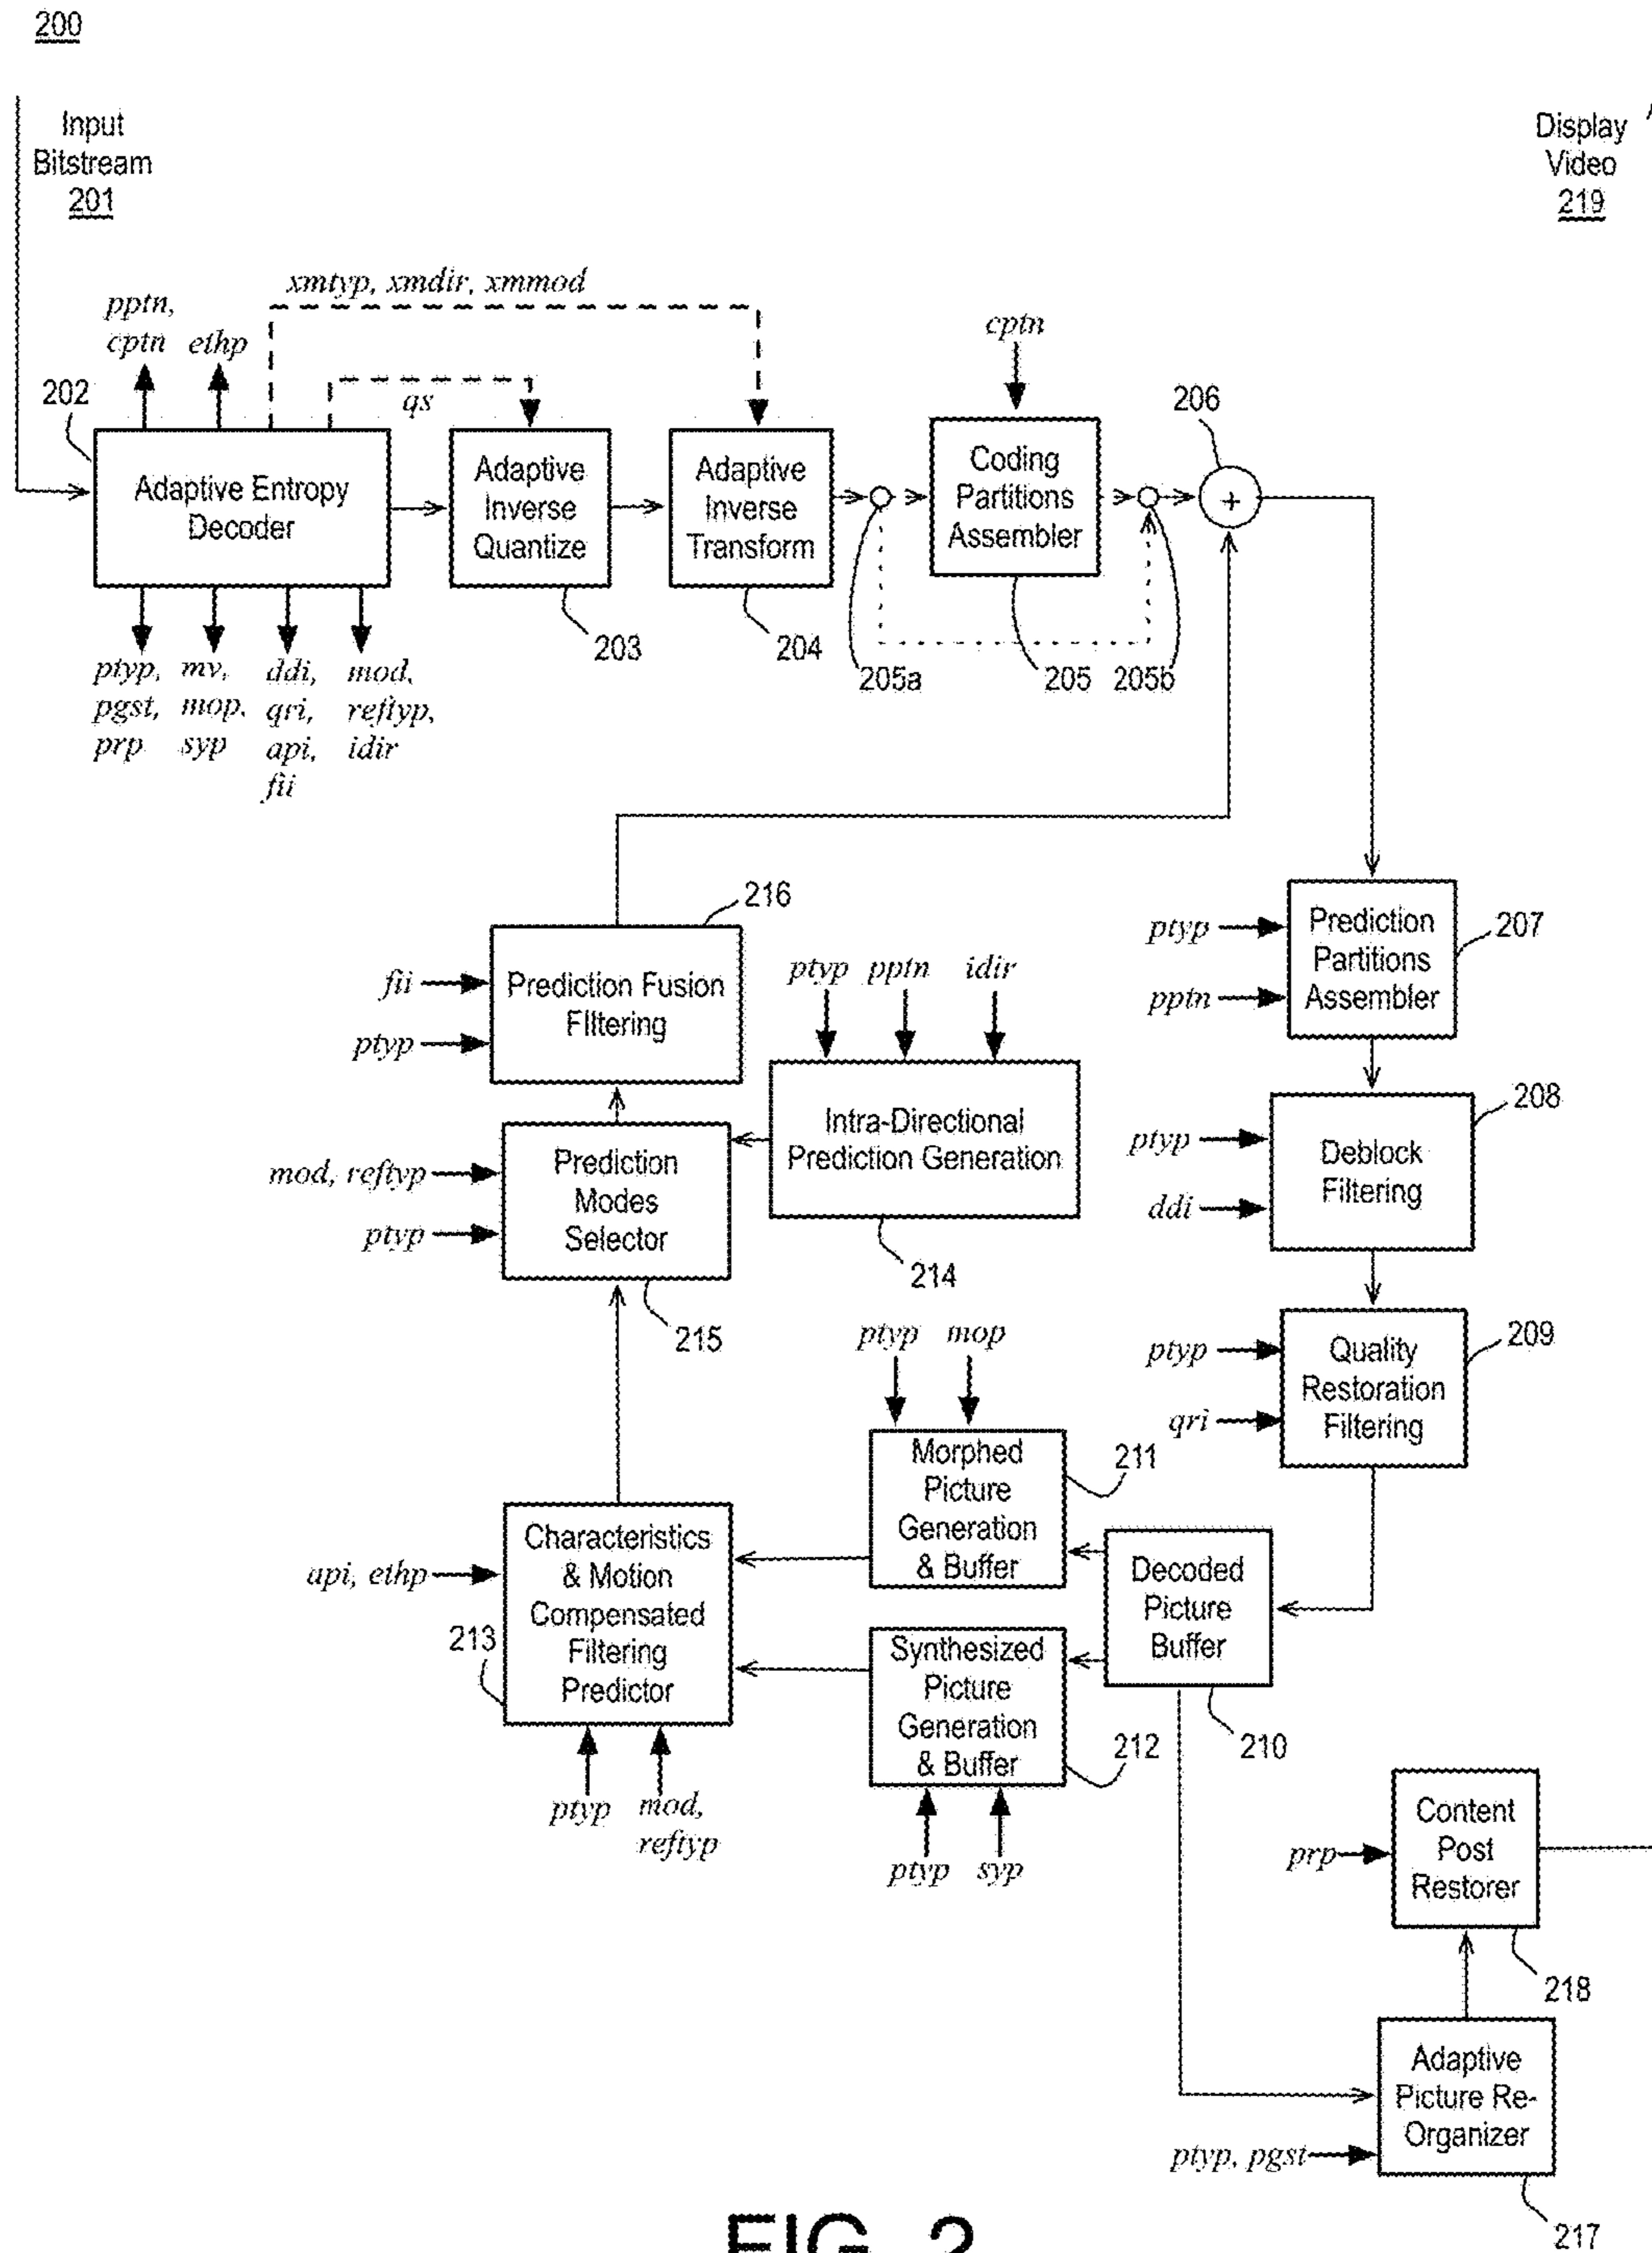 200
Input
Bitstream
201
Display
Video
219
xmtyp, xmdir, xmmod
pptn,
cptn
ethp
qs
cptn
202
206
Adaptive Entropy
Decoder
Adaptive
Inverse
Quantize
Adaptive
Inverse
Transform
Coding
Partitions
Assembler
+
203
204
205a
205
205b
ptyp,
pgst,
prp
mv,
mop,
syp
ddi,
qri,
api,
fii
mod,
reftyp,
idir
216
fii
ptyp
Prediction Fusion
FIltering
ptyp
pptn
idir
ptyp
pptn
Prediction
Partitions
Assembler
207
mod, reftyp
ptyp
Prediction
Modes
Selector
Intra-Directional
Prediction Generation
208
ptyp
ddi
Deblock
Filtering
214
215
ptyp
mop
ptyp
qri
Quality
Restoration
Filtering
209
Morphed
Picture
Generation
& Buffer
211
api, ethp
Characteristics
& Motion
Compensated
Filtering
Predictor
213
Decoded
Picture
Buffer
Synthesized
Picture
Generation
& Buffer
212
210
ptyp
mod,
reftyp
ptyp
syp
prp
Content
Post
Restorer
218
Adaptive
Picture Re-
Organizer
ptyp, pgst
217
FIG. 2